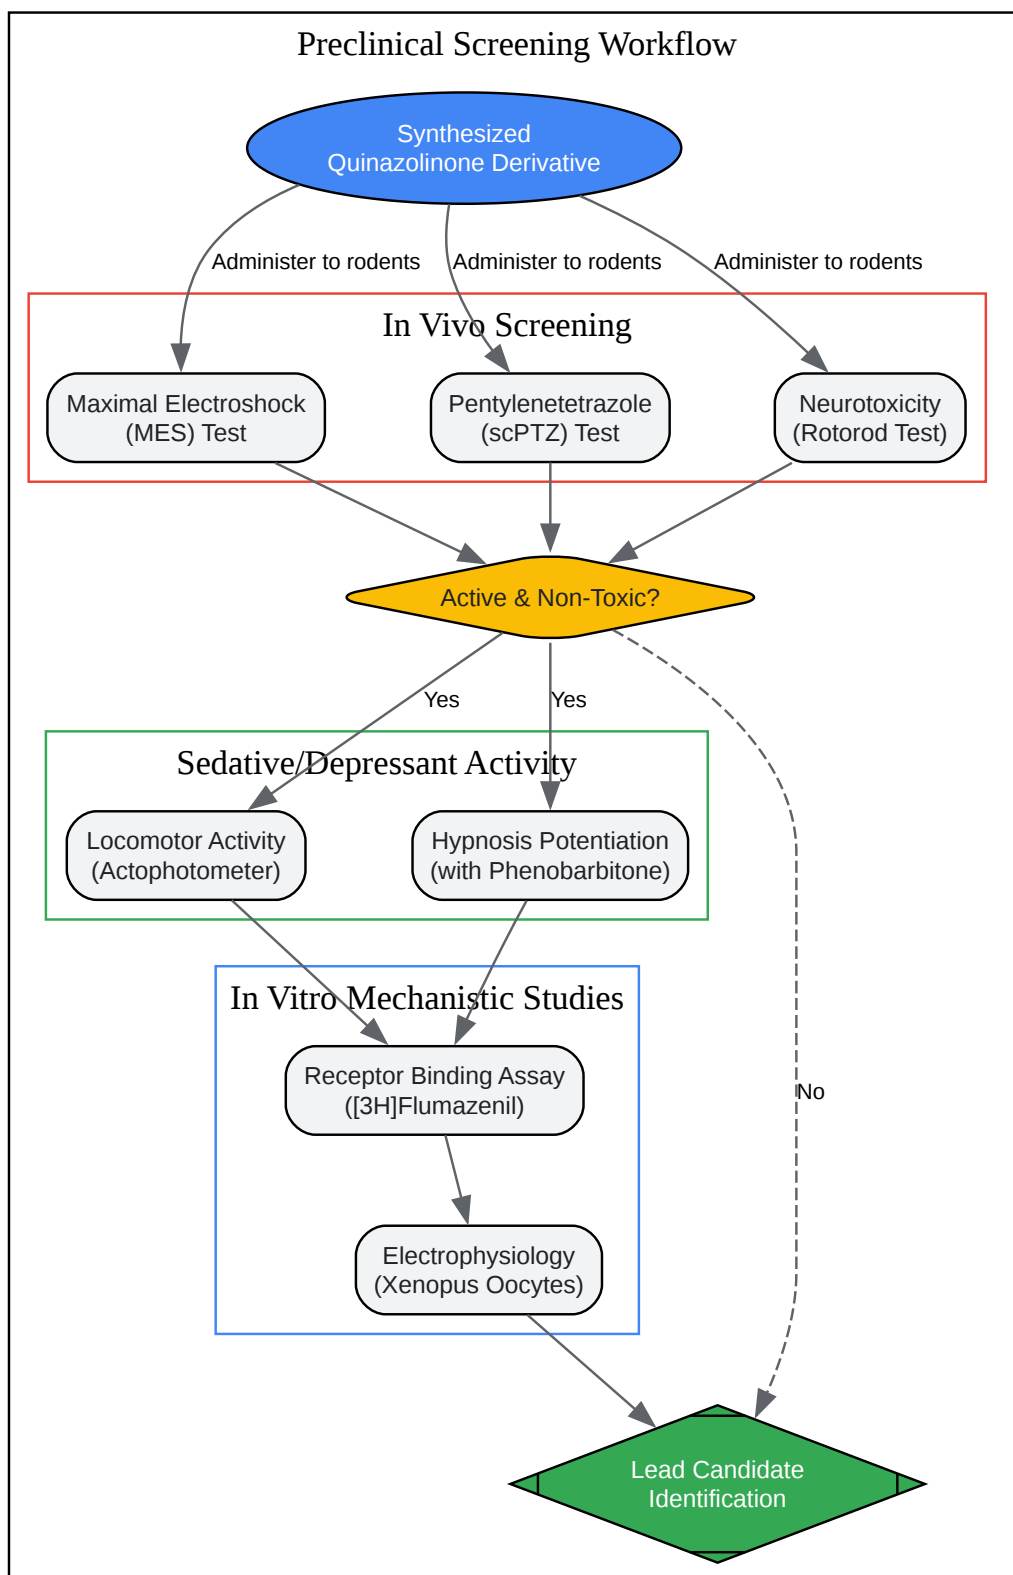 Preclinical Screening Workflow
Synthesized
Quinazolinone Derivative
Administer to rodents
Administer to rodents
Administer to rodents
In Vivo Screening
Maximal Electroshock
(MES) Test
Pentylenetetrazole
(scPTZ) Test
Neurotoxicity
(Rotorod Test)
Active & Non-Toxic?
Yes
Yes
Sedative/Depressant Activity
Locomotor Activity
(Actophotometer)
Hypnosis Potentiation
(with Phenobarbitone)
In Vitro Mechanistic Studies
Receptor Binding Assay
([3H]Flumazenil)
No
Electrophysiology
(Xenopus Oocytes)
Lead Candidate
Identification